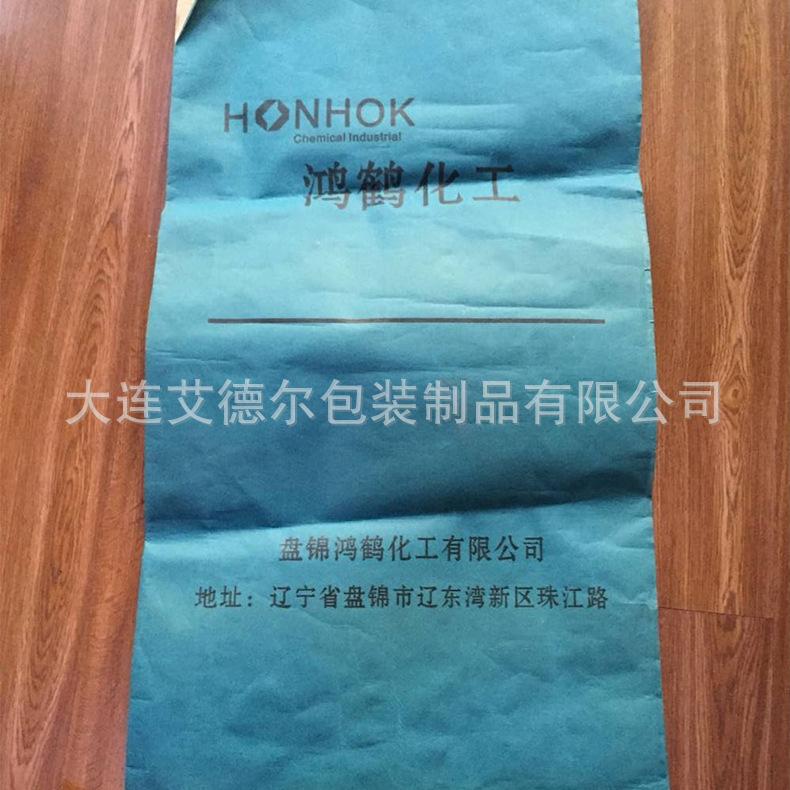 HONHOK
Chemical Industrial
鸿鹤化工
大连艾德尔包装制品有限公司
盘锦鸿鹤化工有限公司
地址：辽宁省盘锦市辽东湾新区珠江路